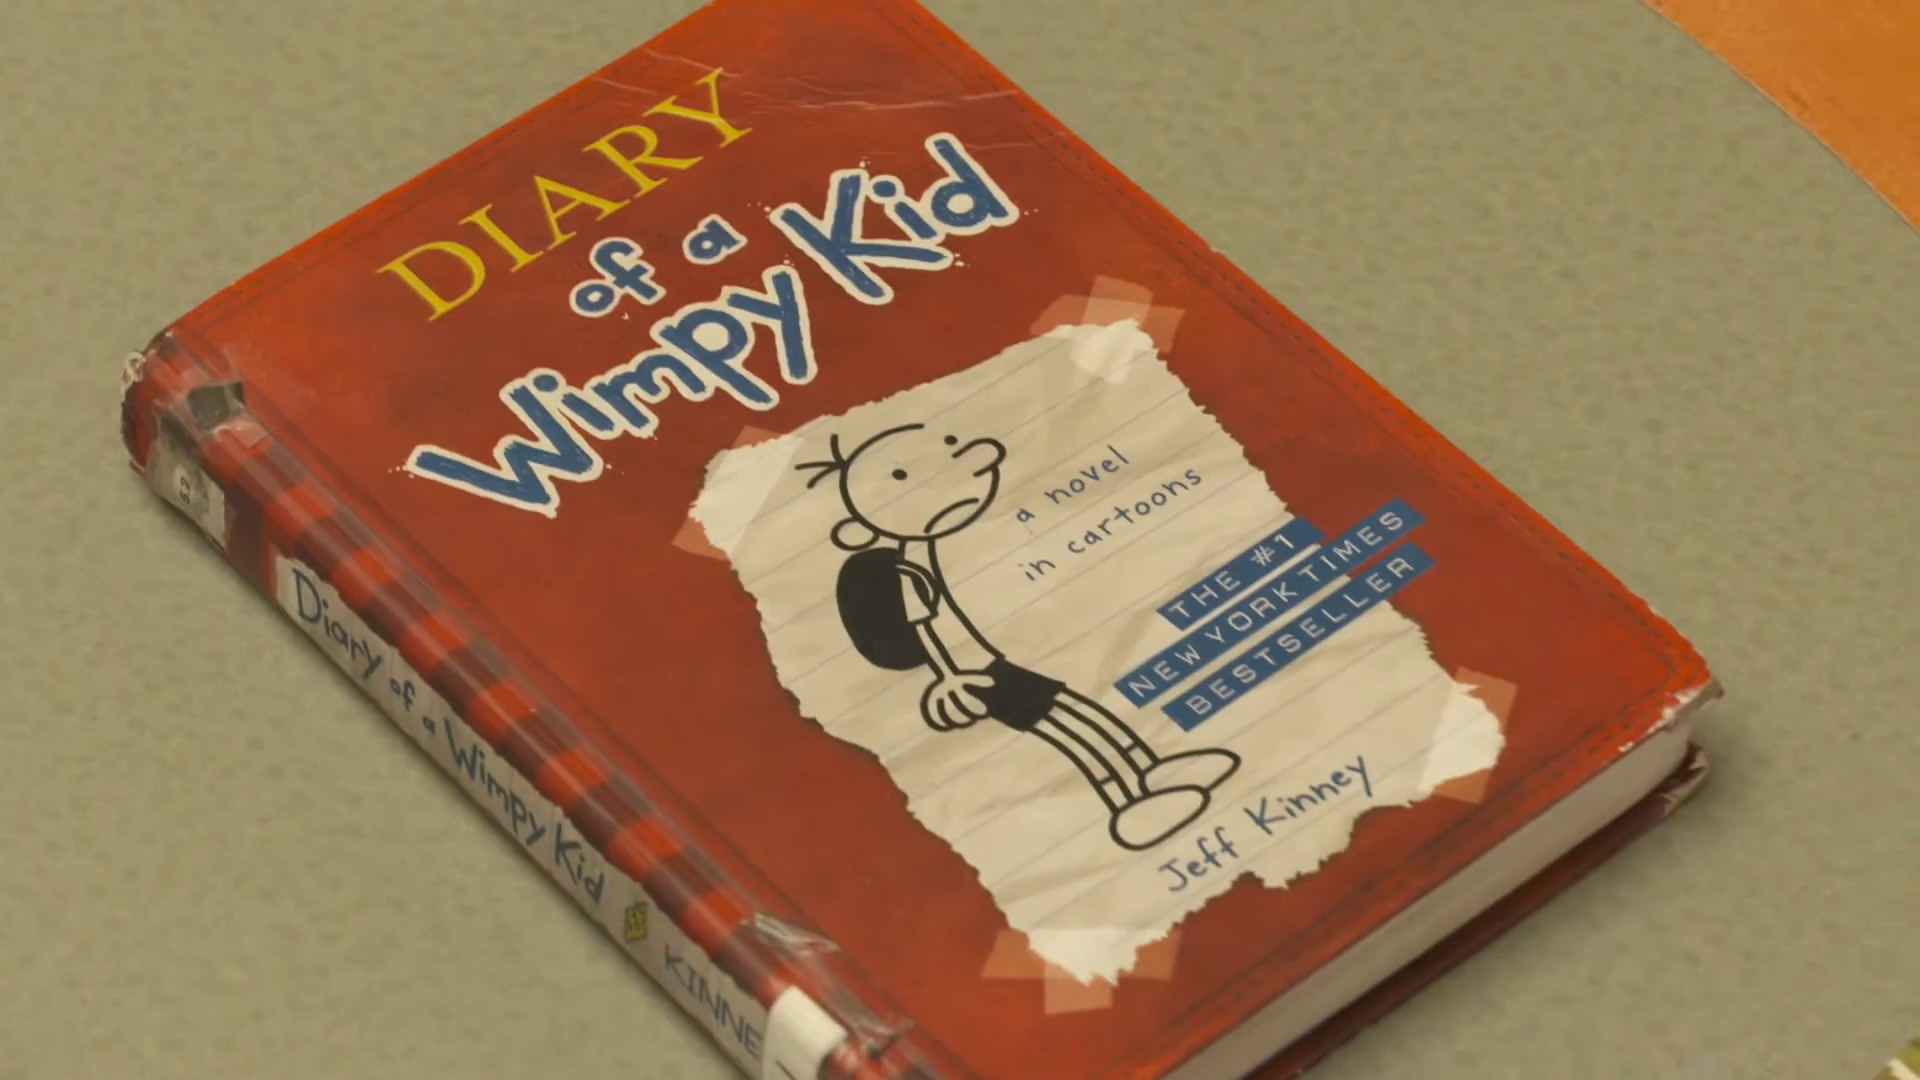 DIARY
of a
Wimpy Kid
a novel
in cartoons
THE #1
NEW YORK TIMES
BESTSELLER
Jeff Kinney
Diary of a Wimpy Kid
KINNE